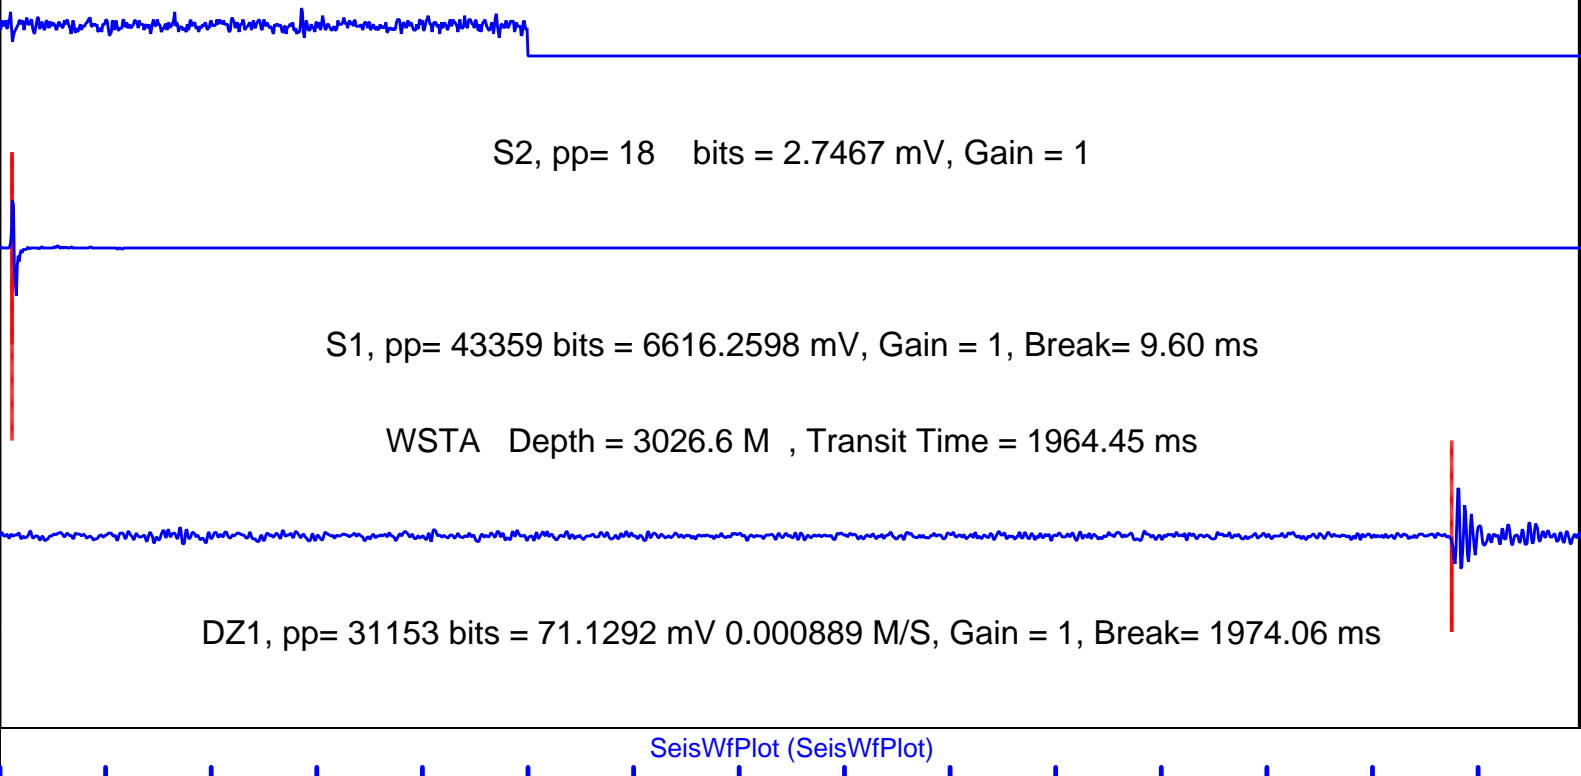 S2, pp= 18    bits = 2.7467 mV, Gain = 1
S1, pp= 43359 bits = 6616.2598 mV, Gain = 1, Break= 9.60 ms
WSTA   Depth = 3026.6 M  , Transit Time = 1964.45 ms
DZ1, pp= 31153 bits = 71.1292 mV 0.000889 M/S, Gain = 1, Break= 1974.06 ms
SeisWfPlot (SeisWfPlot)